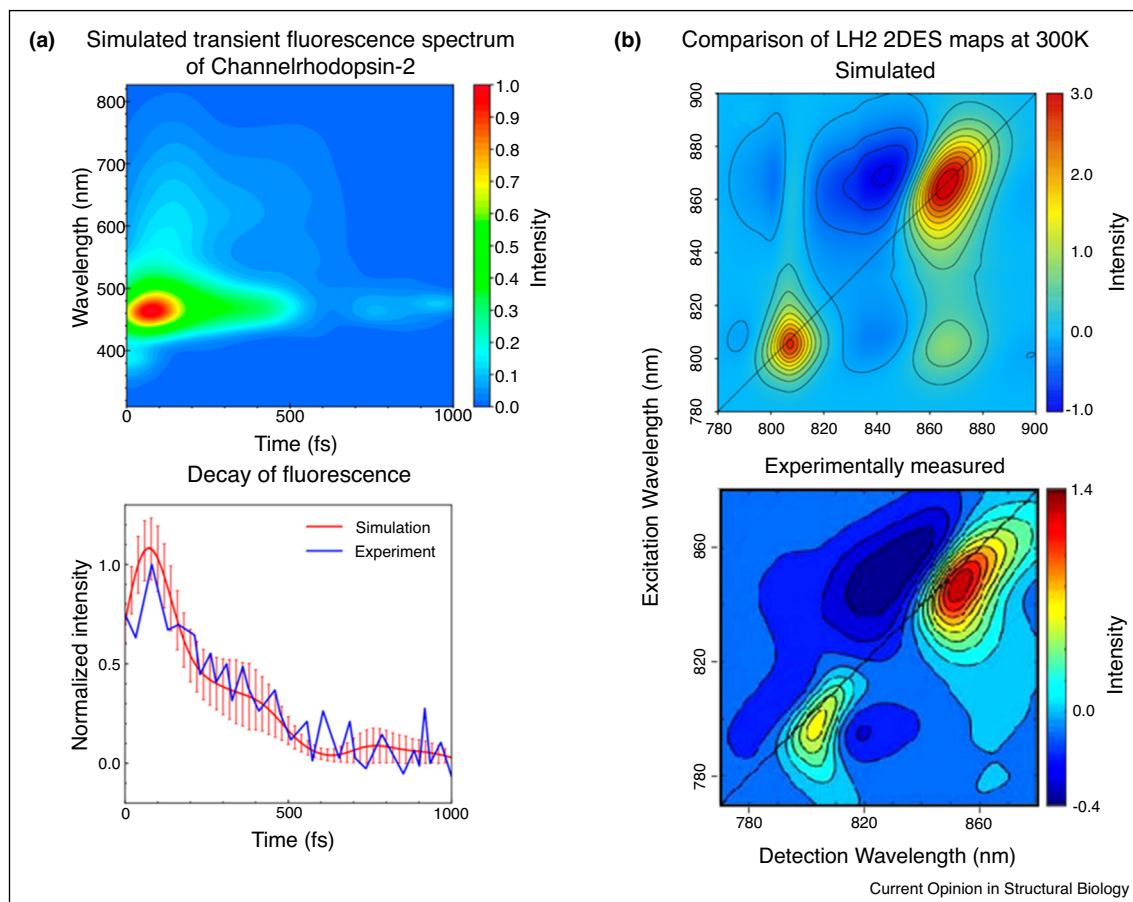 (a)
Simulated transient fluorescence spectrum
of Channelrhodopsin-2
800
700
600
500
400
0
500
1000
Wavelength (nm)
Time (fs)
1.0
0.9
0.8
0.7
0.6
0.5
0.4
0.3
0.2
0.1
0.0
Intensity
Decay of fluorescence
Simulation
Experiment
1.0
0.5
0.0
0
500
1000
Normalized intensity
Time (fs)
(b)
Comparison of LH2 2DES maps at 300K
Simulated
900
880
860
840
820
800
780
780
800
820
840
860
880
900
3.0
2.0
1.0
0.0
-1.0
Intensity
Excitation Wavelength (nm)
Experimentally measured
860
820
780
780
820
860
1.4
0.0
-0.4
Intensity
Detection Wavelength (nm)
Current Opinion in Structural Biology